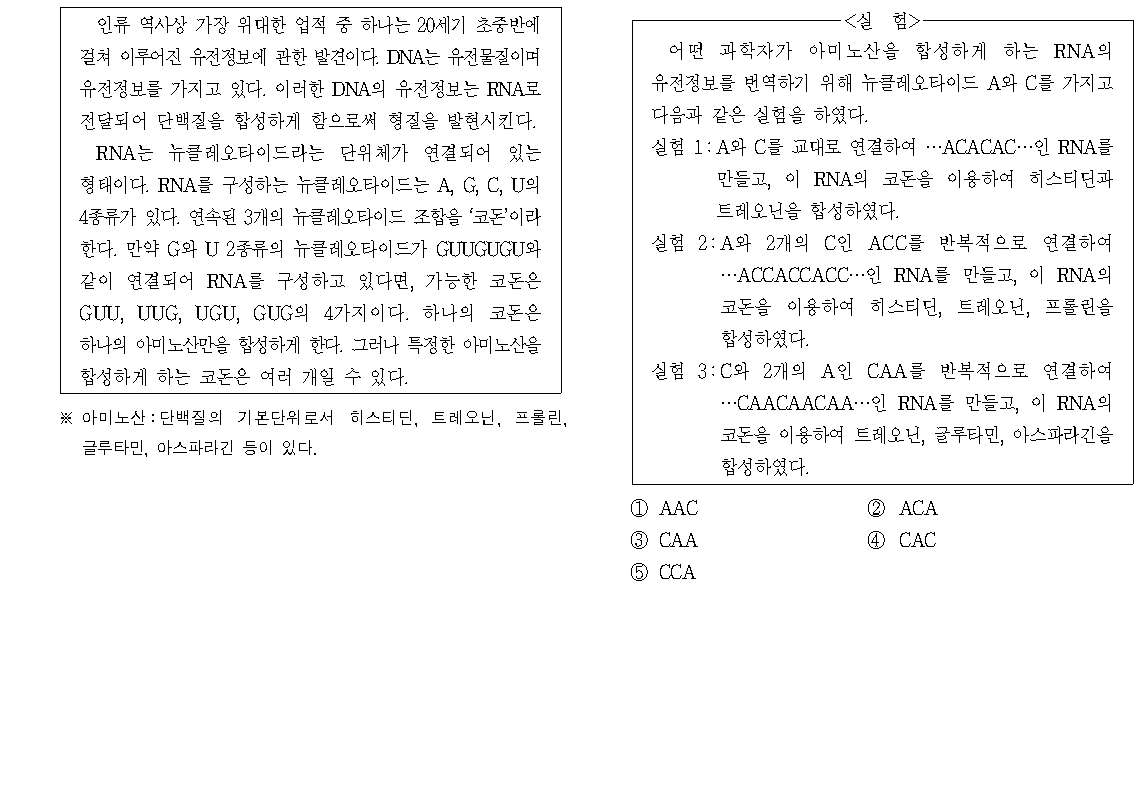 인류 역사상 가장 위대한 업적 중 하나는 20세기 초중반에
걸쳐 이루어진 유전정보에 관한 발견이다. DNA는 유전물질이며
유전정보를 가지고 있다. 이러한 DNA의 유전정보는 RNA로
전달되어 단백질을 합성하게 함으로써 형질을 발현시킨다.
RNA는 뉴클레오타이드라는 단위체가 연결되어 있는
형태이다. RNA를 구성하는 뉴클레오타이드는 A, G, C, U의
4종류가 있다. 연속된 3개의 뉴클레오타이드 조합을 ‘코돈’이라
한다. 만약 G와 U 2종류의 뉴클레오타이드가 GUUGUGU와
같이 연결되어 RNA를 구성하고 있다면, 가능한 코돈은
GUU, UUG, UGU, GUG의 4가지이다. 하나의 코돈은
하나의 아미노산만을 합성하게 한다. 그러나 특정한 아미노산을
합성하게 하는 코돈은 여러 개일 수 있다.
※ 아미노산 : 단백질의 기본단위로서 히스티딘, 트레오닌, 프롤린,
글루타민, 아스파라긴 등이 있다.
<실 험>
어떤 과학자가 아미노산을 합성하게 하는 RNA의
유전정보를 번역하기 위해 뉴클레오타이드 A와 C를 가지고
다음과 같은 실험을 하였다.
실험 1 : A와 C를 교대로 연결하여 …ACACAC…인 RNA를
만들고, 이 RNA의 코돈을 이용하여 히스티딘과
트레오닌을 합성하였다.
실험 2 : A와 2개의 C인 ACC를 반복적으로 연결하여
…ACCACCACC…인 RNA를 만들고, 이 RNA의
코돈을 이용하여 히스티딘, 트레오닌, 프롤린을
합성하였다.
실험 3 : C와 2개의 A인 CAA를 반복적으로 연결하여
…CAACAACAA…인 RNA를 만들고, 이 RNA의
코돈을 이용하여 트레오닌, 글루타민, 아스파라긴을
합성하였다.
① AAC ② ACA
③ CAA ④ CAC
⑤ CCA